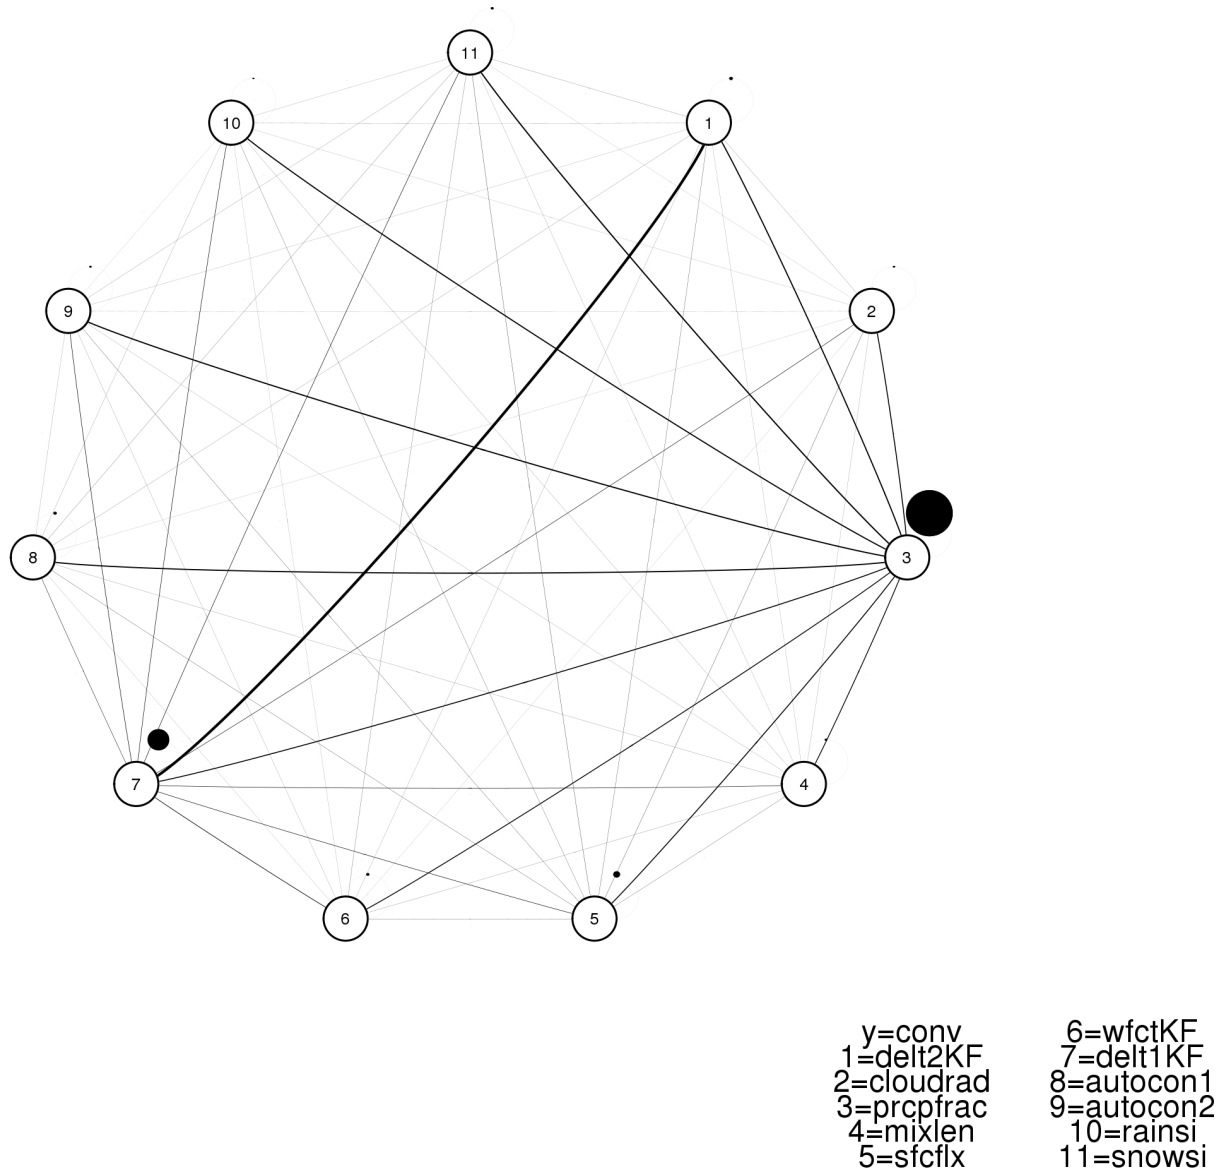 11
10
1
9
2
8
3
7
4
6
5
y=conv
1=delt2KF
2=cloudrad
3=prcpfrac
4=mixlen
5=sfcflx
6=wfctKF
7=delt1KF
8=autocon1
9=autocon2
10=rainsi
11=snowsi